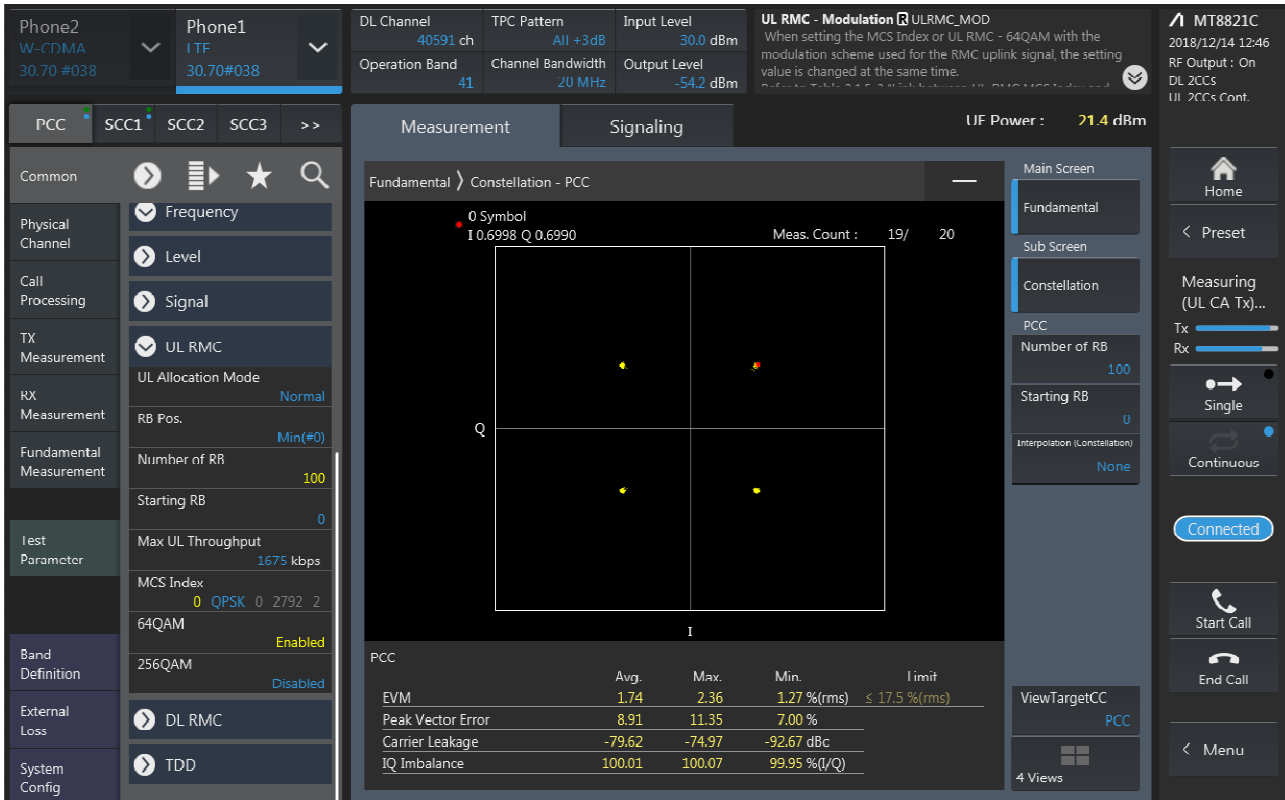 Phone2
W-CDMA
30.70 #038
Phone1
LTE
30.70#038
DL Channel
40591 ch
TPC Pattern
All +3dB
Input Level
30.0 dBm
Operation Band
41
Channel Bandwidth
20 MHz
Output Level
-54.2 dBm
UL RMC - Modulation R ULRMC_MOD
When setting the MCS Index or UL RMC - 64QAM with the
modulation scheme used for the RMC uplink signal, the setting
value is changed at the same time.
MT8821C
2018/12/14 12:46
RF Output : On
DL 2CCs
UL 2CCs Cont.
PCC
SCC1
SCC2
SCC3
>>
Measurement
Signaling
UE Power : 21.4 dBm
Common
Physical
Channel
Call
Processing
TX
Measurement
RX
Measurement
Fundamental
Measurement
Test
Parameter
Band
Definition
External
Loss
System
Config
Frequency
Level
Signal
UL RMC
UL Allocation Mode
Normal
RB Pos.
Min(#0)
Number of RB
100
Starting RB
0
Max UL Throughput
1675 kbps
MCS Index
0 QPSK 0 2792 2
64QAM
Enabled
256QAM
Disabled
DL RMC
TDD
Fundamental > Constellation - PCC
0 Symbol
I 0.6998 Q 0.6990
Meas. Count : 19/ 20
Q
I
PCC
Avg. Max. Min. Limit
EVM 1.74 2.36 1.27 %(rms) ≤ 17.5 %(rms)
Peak Vector Error 8.91 11.35 7.00 %
Carrier Leakage -79.62 -74.97 -92.67 dBc
IQ Imbalance 100.01 100.07 99.95 %(I/Q)
Main Screen
Fundamental
Sub Screen
Constellation
PCC
Number of RB
100
Starting RB
0
Interpolation (Constellation)
None
ViewTargetCC
PCC
4 Views
Home
< Preset
Measuring
(UL CA Tx)...
Tx
Rx
Single
Continuous
Connected
Start Call
End Call
< Menu